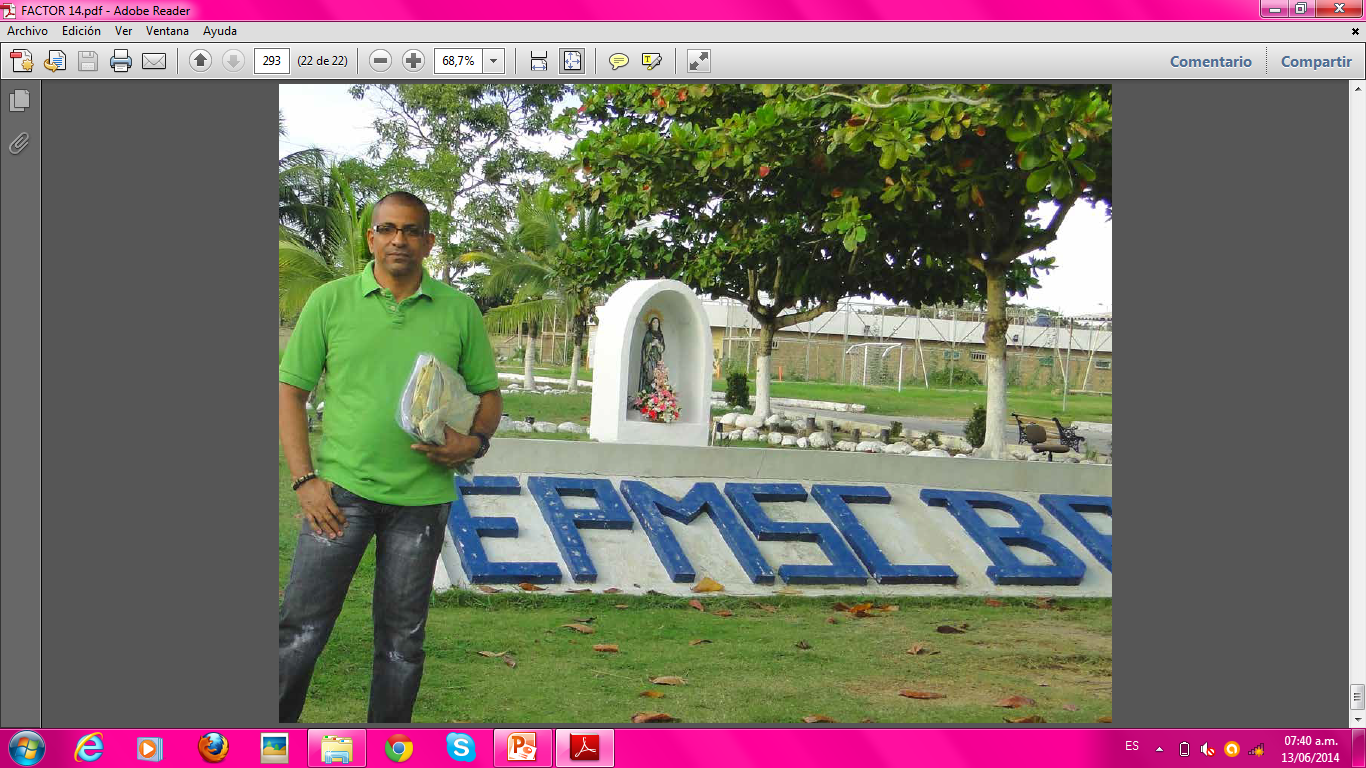 FACTOR 14.pdf - Adobe Reader
Archivo Edición Ver Ventana Ayuda
293 (22 de 22) 68,7% Comentario Compartir
EPMSC B
ES 07:40 a.m.
13/06/2014